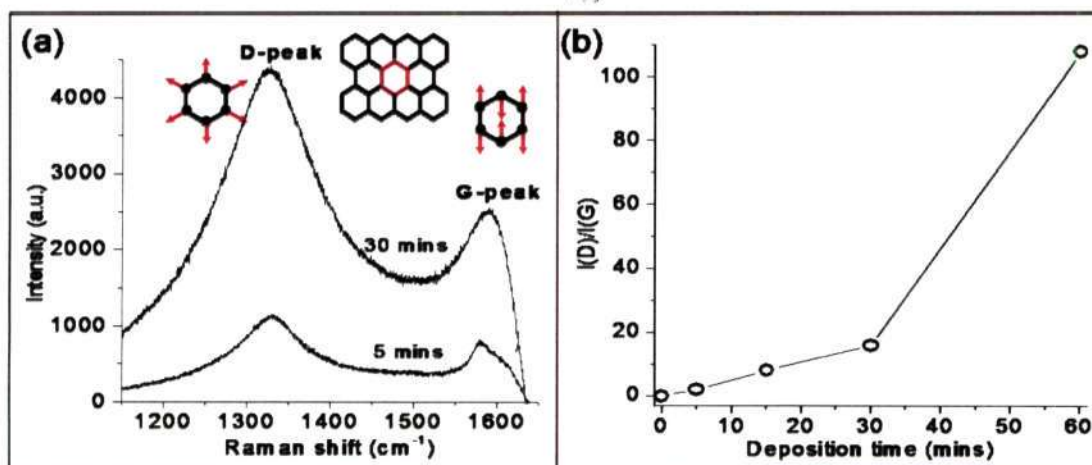 (a)
D-peak
G-peak
30 mins
5 mins
4000
3000
2000
1000
0
Intensity (a.u.)
1200
1300
1400
1500
1600
Raman shift (cm⁻¹)
(b)
100
80
60
40
20
0
I(D)/I(G)
0
10
20
30
40
50
60
Deposition time (mins)